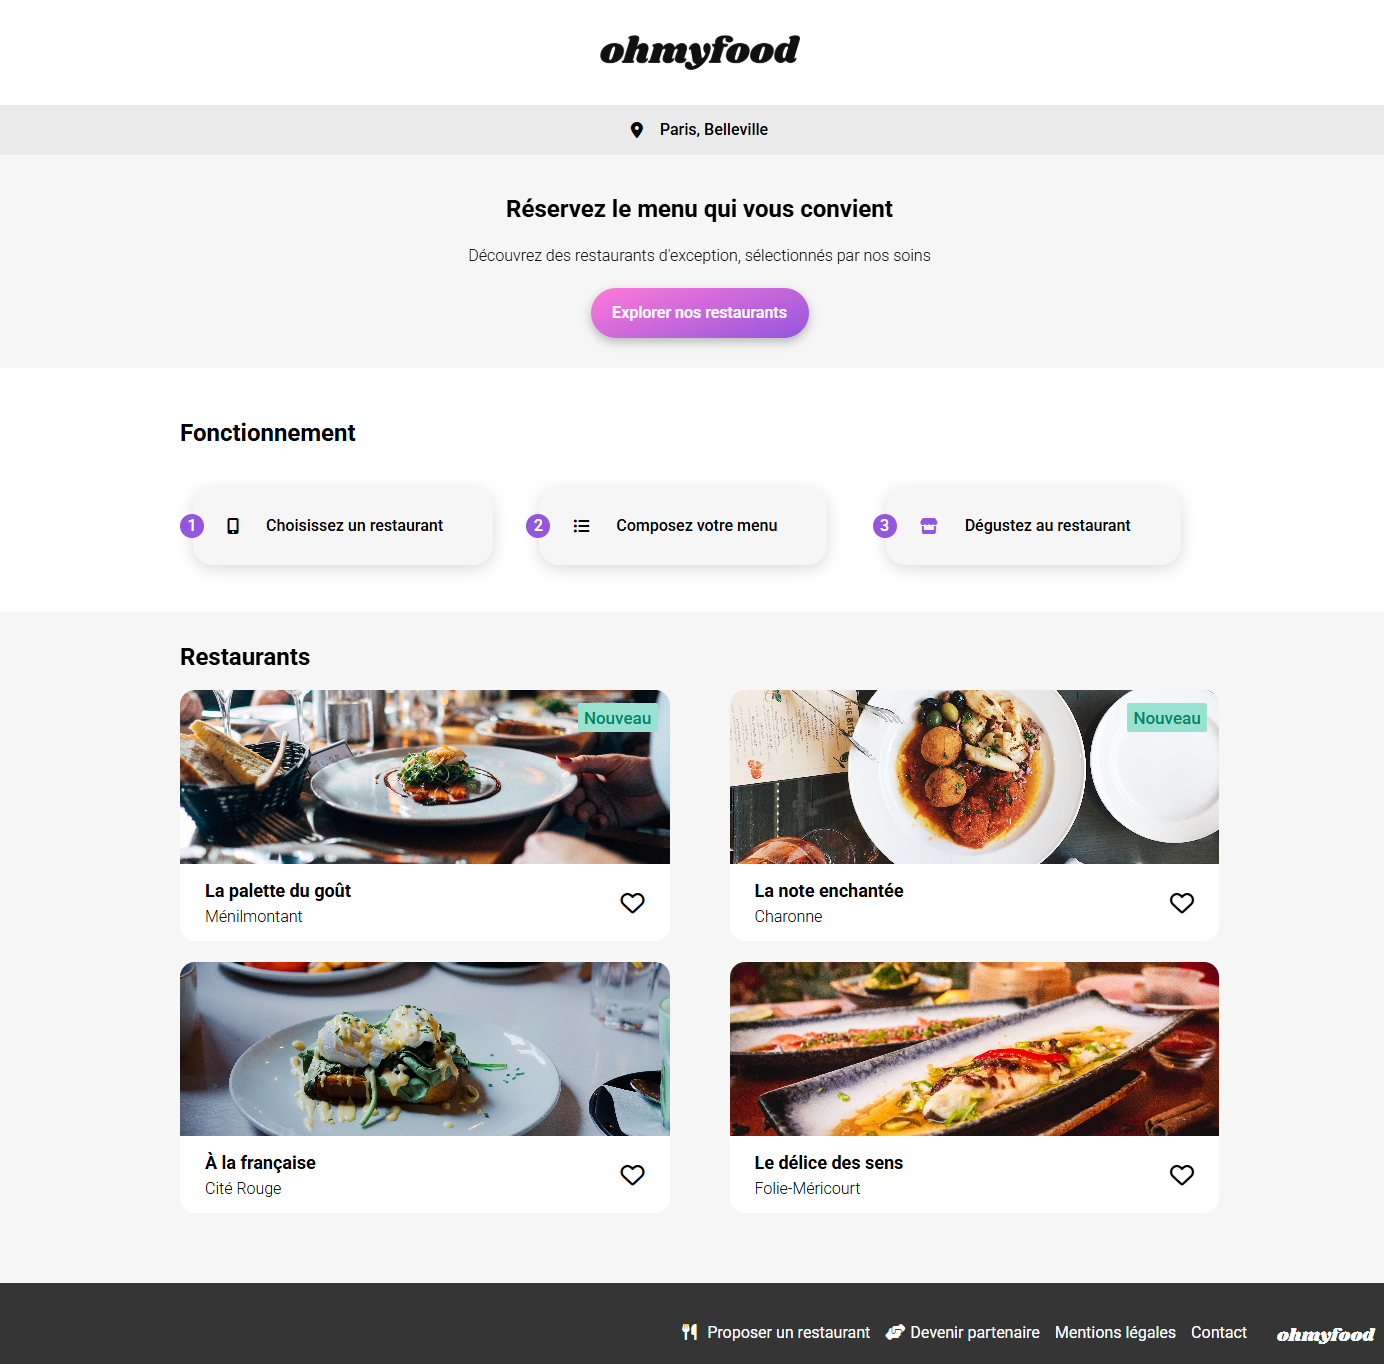 ohmyfood
Paris, Belleville
Réservez le menu qui vous convient
Découvrez des restaurants d'exception, sélectionnés par nos soins
Explorer nos restaurants
Fonctionnement
1 Choisissez un restaurant
2 Composez votre menu
3 Dégustez au restaurant
Restaurants
Nouveau
La palette du goût
Ménilmontant
Nouveau
La note enchantée
Charonne
À la française
Cité Rouge
Le délice des sens
Folie-Méricourt
Proposer un restaurant Devenir partenaire Mentions légales Contact ohmyfood